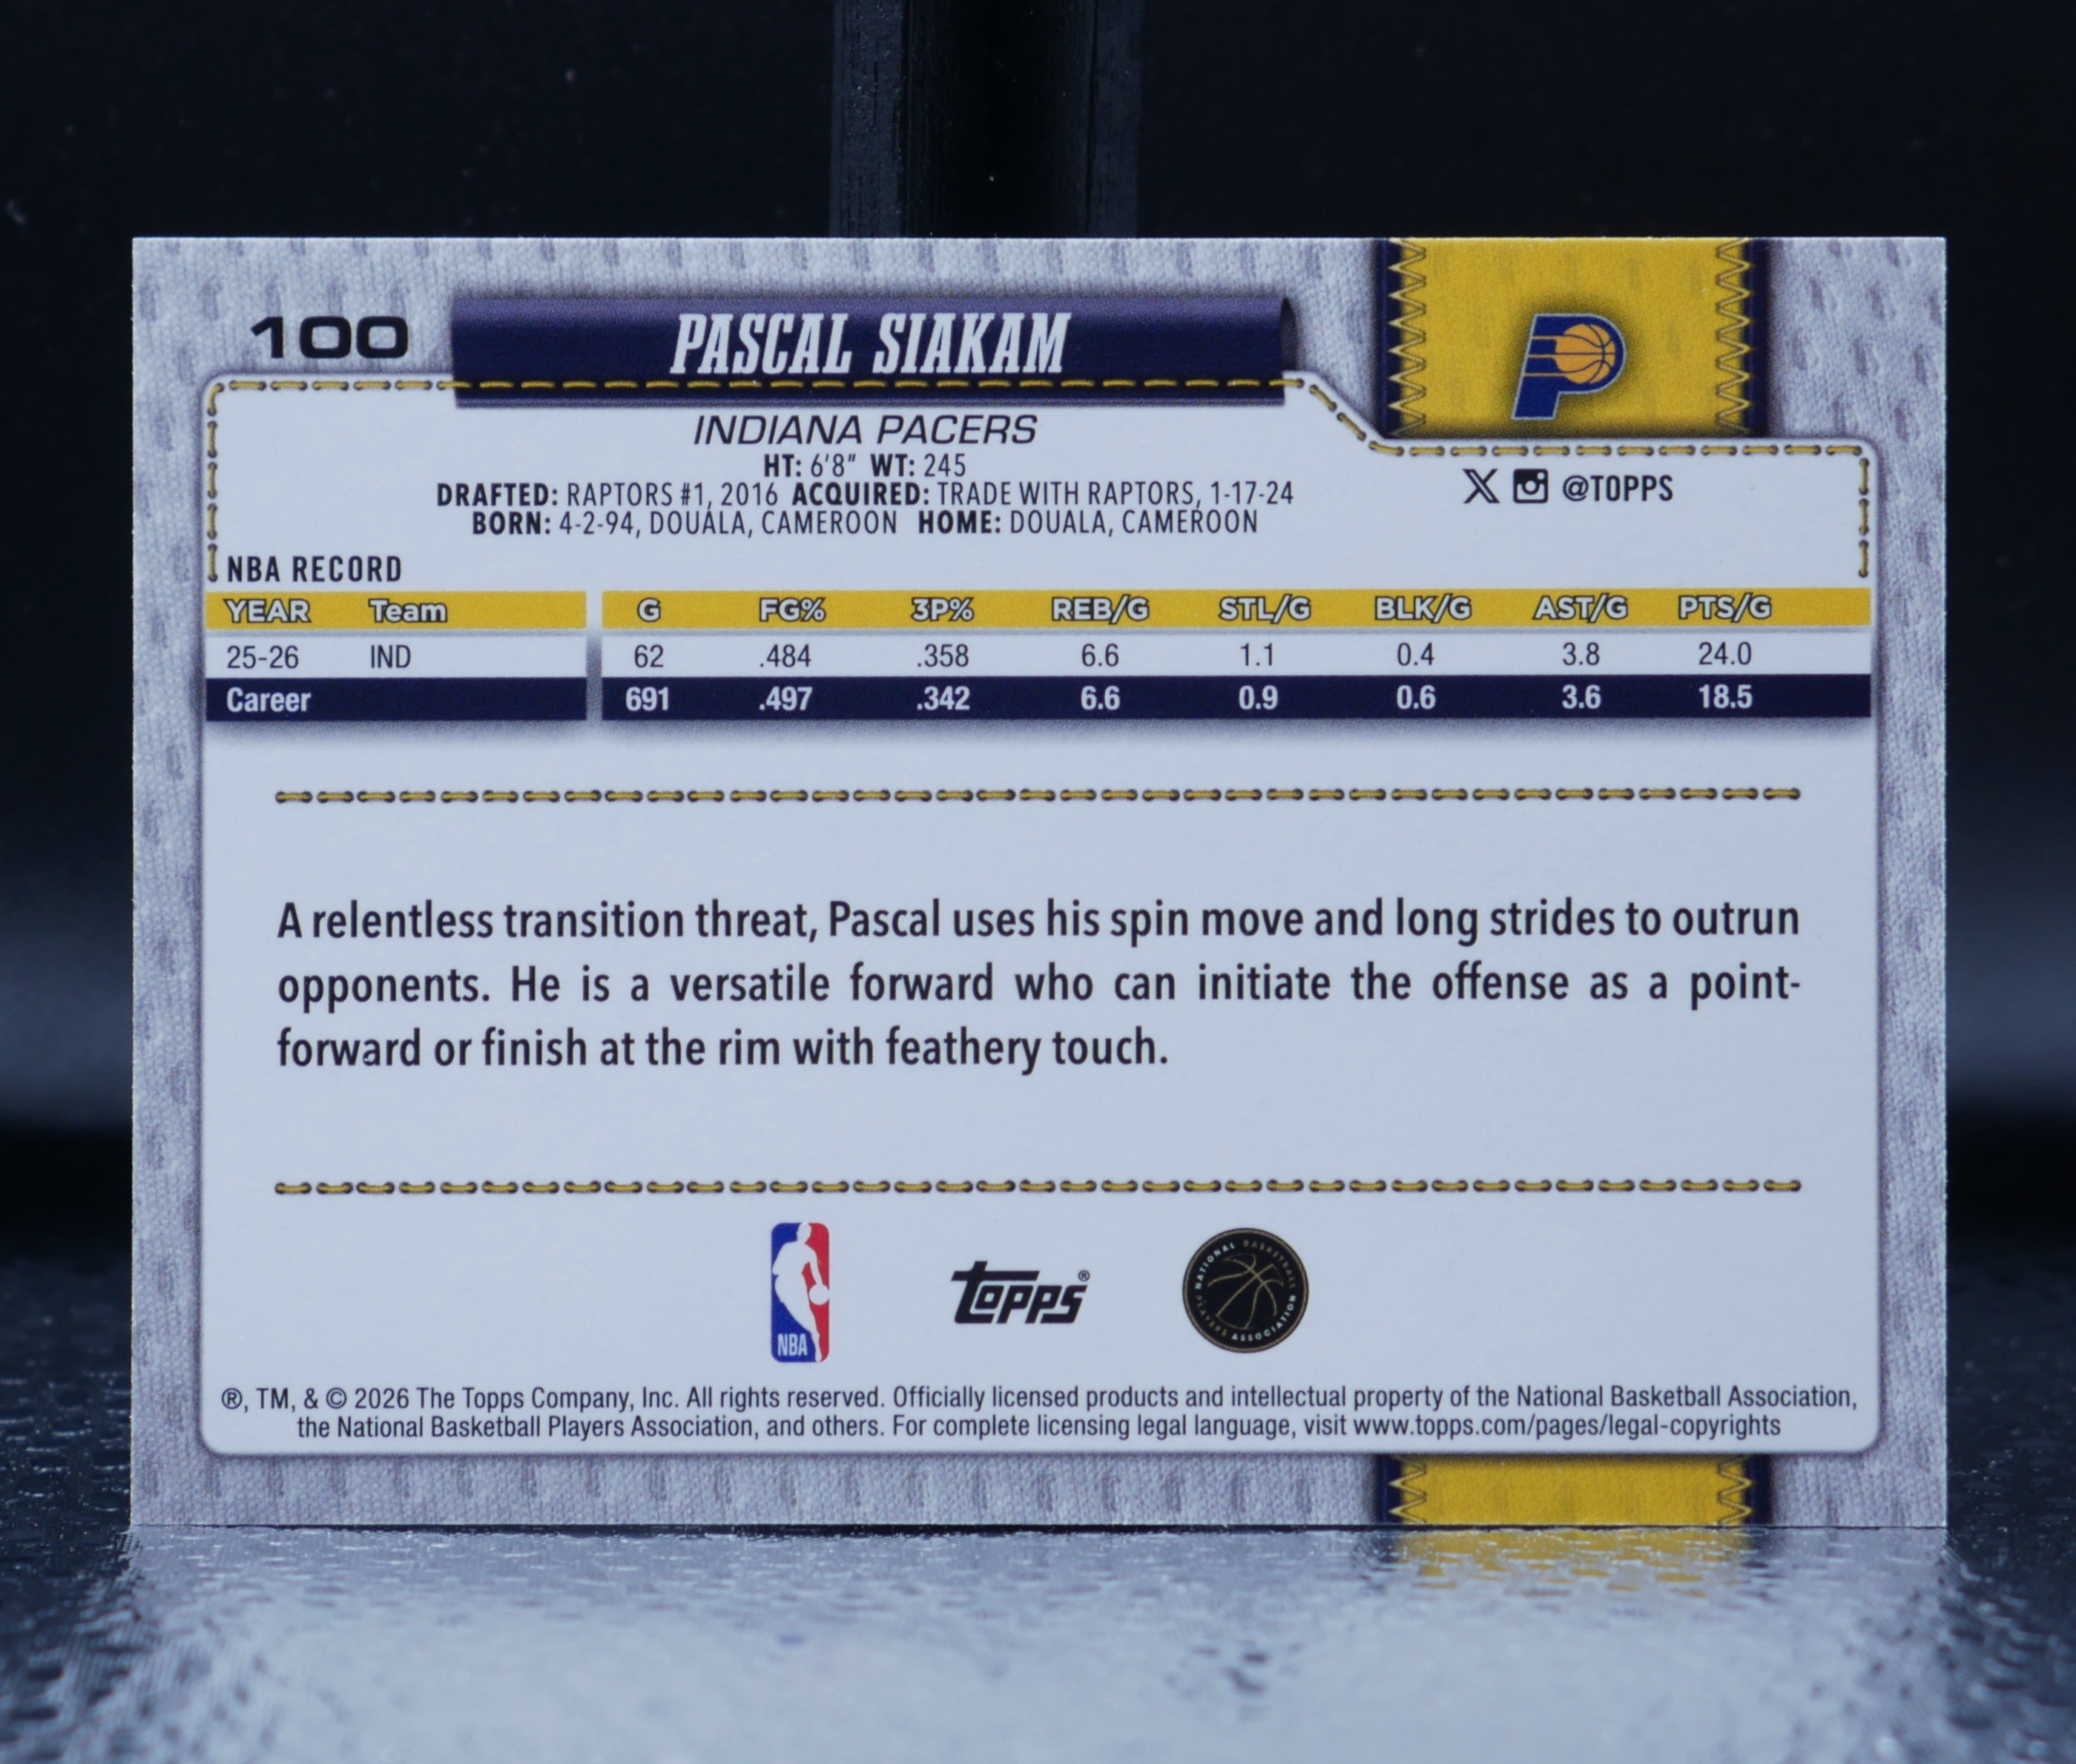 100
PASCAL SIAKAM
INDIANA PACERS
HT: 6'8" WT: 245
DRAFTED: RAPTORS #1, 2016 ACQUIRED: TRADE WITH RAPTORS, 1-17-24
BORN: 4-2-94, DOUALA, CAMEROON HOME: DOUALA, CAMEROON
@TOPPS
NBA RECORD
YEAR Team G FG% 3P% REB/G STL/G BLK/G AST/G PTS/G
25-26 IND 62 .484 .358 6.6 1.1 0.4 3.8 24.0
Career 691 .497 .342 6.6 0.9 0.6 3.6 18.5
A relentless transition threat, Pascal uses his spin move and long strides to outrun
opponents. He is a versatile forward who can initiate the offense as a point-
forward or finish at the rim with feathery touch.
NBA
topps®
NATIONAL BASKETBALL
PLAYERS ASSOCIATION
®, TM, & © 2026 The Topps Company, Inc. All rights reserved. Officially licensed products and intellectual property of the National Basketball Association,
the National Basketball Players Association, and others. For complete licensing legal language, visit www.topps.com/pages/legal-copyrights